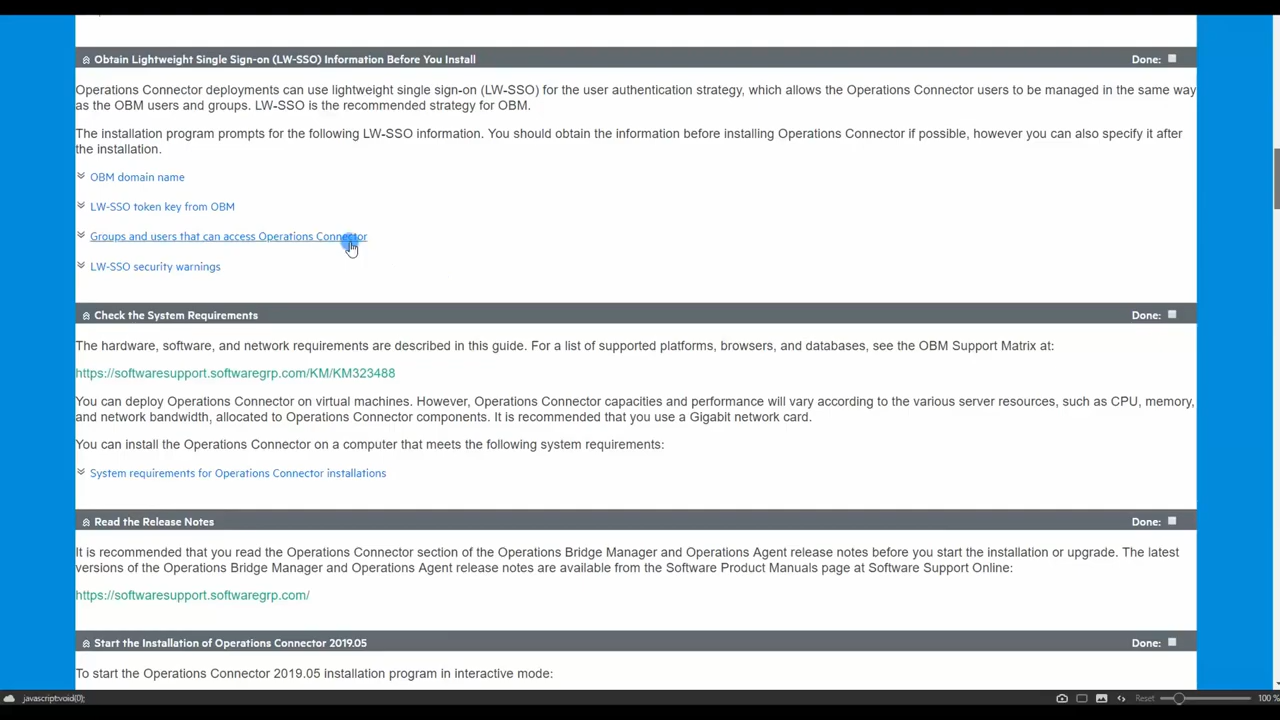 Obtain Lightweight Single Sign-on (LW-SSO) Information Before You Install Done:
Operations Connector deployments can use lightweight single sign-on (LW-SSO) for the user authentication strategy, which allows the Operations Connector users to be managed in the same way
as the OBM users and groups. LW-SSO is the recommended strategy for OBM.
The installation program prompts for the following LW-SSO information. You should obtain the information before installing Operations Connector if possible, however you can also specify it after
the installation.
OBM domain name
LW-SSO token key from OBM
Groups and users that can access Operations Connector
LW-SSO security warnings
Check the System Requirements Done:
The hardware, software, and network requirements are described in this guide. For a list of supported platforms, browsers, and databases, see the OBM Support Matrix at:
https://softwaresupport.softwaregrp.com/KM/KM323488
You can deploy Operations Connector on virtual machines. However, Operations Connector capacities and performance will vary according to the various server resources, such as CPU, memory,
and network bandwidth, allocated to Operations Connector components. It is recommended that you use a Gigabit network card.
You can install the Operations Connector on a computer that meets the following system requirements:
System requirements for Operations Connector installations
Read the Release Notes Done:
It is recommended that you read the Operations Connector section of the Operations Bridge Manager and Operations Agent release notes before you start the installation or upgrade. The latest
versions of the Operations Bridge Manager and Operations Agent release notes are available from the Software Product Manuals page at Software Support Online:
https://softwaresupport.softwaregrp.com/
Start the Installation of Operations Connector 2019.05 Done:
To start the Operations Connector 2019.05 installation program in interactive mode:
javascript:void(0); Reset 100 %